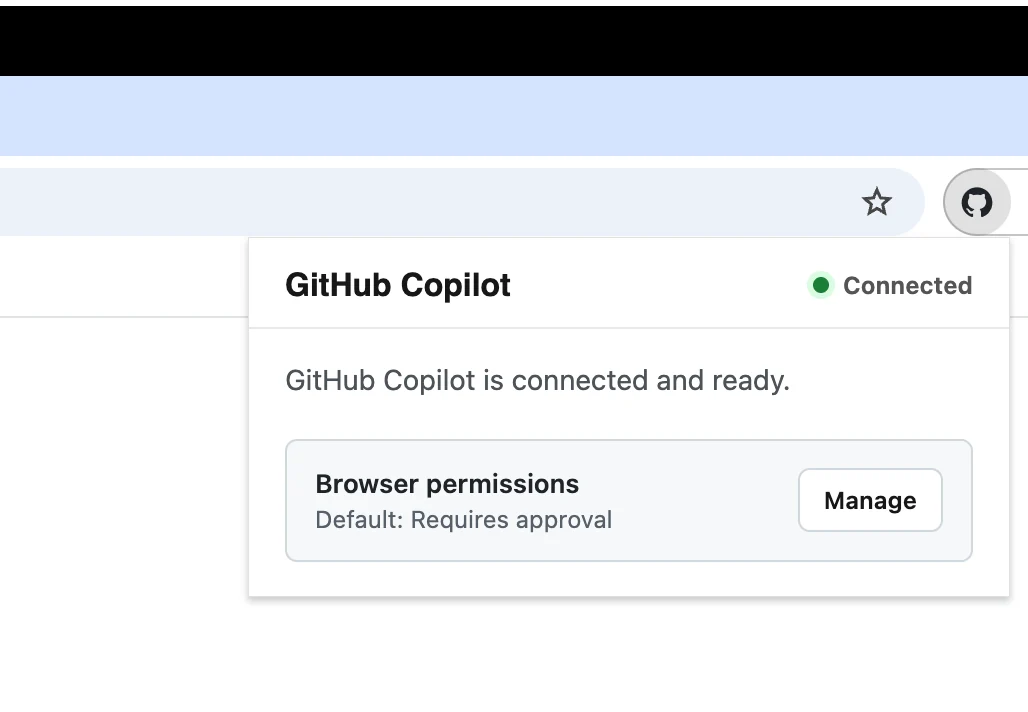 GitHub Copilot
Connected
GitHub Copilot is connected and ready.
Browser permissions
Default: Requires approval
Manage